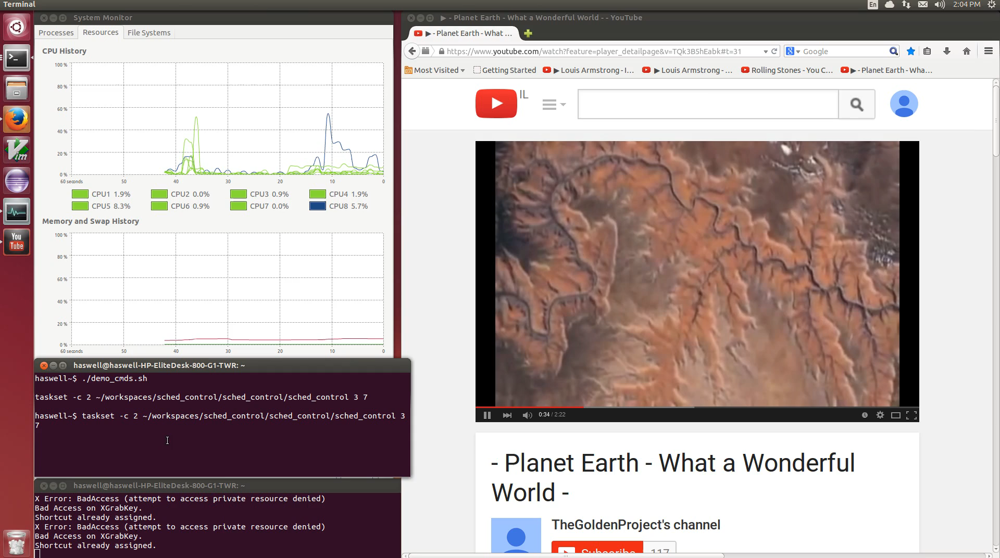 Terminal
En
2:04 PM
System Monitor
Processes
Resources
File Systems
CPU History
100 %
80 %
60 %
40 %
20 %
0 %
60 seconds
50
40
30
20
10
0
CPU1 1.9%
CPU2 0.0%
CPU3 0.9%
CPU4 1.9%
CPU5 8.3%
CPU6 0.9%
CPU7 0.0%
CPU8 5.7%
Memory and Swap History
100 %
80 %
60 %
40 %
20 %
0 %
60 seconds
50
40
30
20
10
0
haswell@haswell-HP-EliteDesk-800-G1-TWR: ~
haswell~$ ./demo_cmds.sh
taskset -c 2 ~/workspaces/sched_control/sched_control/sched_control 3 7
haswell~$ taskset -c 2 ~/workspaces/sched_control/sched_control/sched_control 3
7
haswell@haswell-HP-EliteDesk-800-G1-TWR: ~
X Error: BadAccess (attempt to access private resource denied)
Bad Access on XGrabKey.
Shortcut already assigned.
X Error: BadAccess (attempt to access private resource denied)
Bad Access on XGrabKey.
Shortcut already assigned.
Vim
You
Tube
▶ - Planet Earth - What a Wonderful World - - YouTube
▶ - Planet Earth - What ...
https://www.youtube.com/watch?feature=player_detailpage&v=TQk3B5hEabk#t=31
Google
Most Visited
Getting Started
▶ Louis Armstrong - I...
▶ Louis Armstrong - ...
Rolling Stones - You C...
▶ - Planet Earth - Wha...
IL
0:34 / 2:22
- Planet Earth - What a Wonderful
World -
TheGoldenProject's channel
Subscribe
117